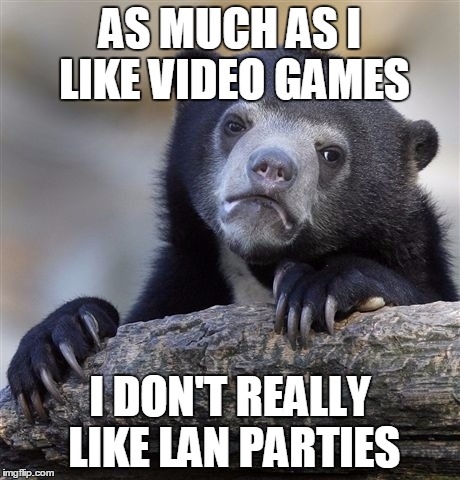 AS MUCH AS I
LIKE VIDEO GAMES
I DON'T REALLY
LIKE LAN PARTIES
imgflip.com